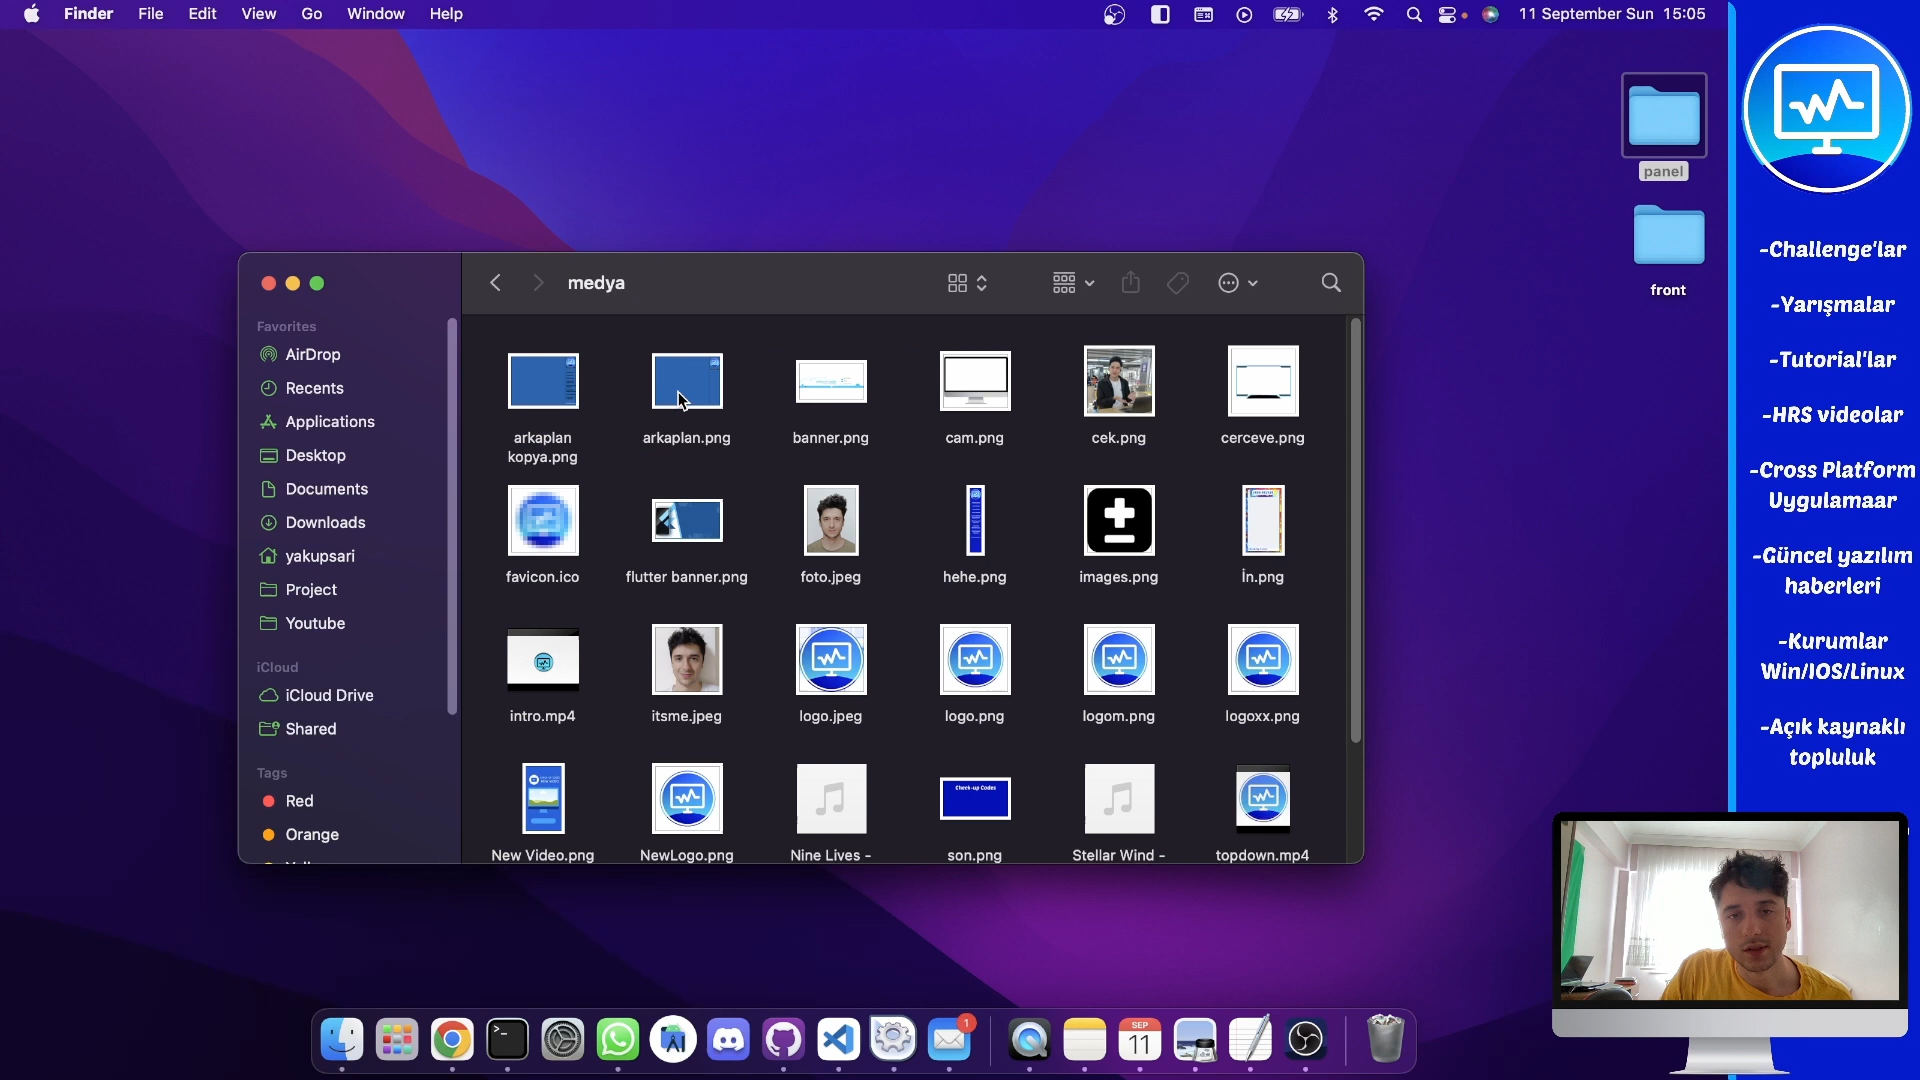 Finder File Edit View Go Window Help
11 September Sun 15:05
panel
front
medya
Favorites
AirDrop
Recents
Applications
Desktop
Documents
Downloads
yakupsari
Project
Youtube
iCloud
iCloud Drive
Shared
Tags
Red
Orange
arkaplan
kopya.png
arkaplan.png
banner.png
cam.png
cek.png
cerceve.png
favicon.ico
flutter banner.png
foto.jpeg
hehe.png
images.png
İn.png
intro.mp4
itsme.jpeg
logo.jpeg
logo.png
logom.png
logoxx.png
Check-up Codes
New Video.png
NewLogo.png
Nine Lives -
son.png
Stellar Wind -
topdown.mp4
-Challenge'lar
-Yarışmalar
-Tutorial'lar
-HRS videolar
-Cross Platform
Uygulamaar
-Güncel yazılım
haberleri
-Kurumlar
Win/IOS/Linux
-Açık kaynaklı
topluluk
1
SEP
11